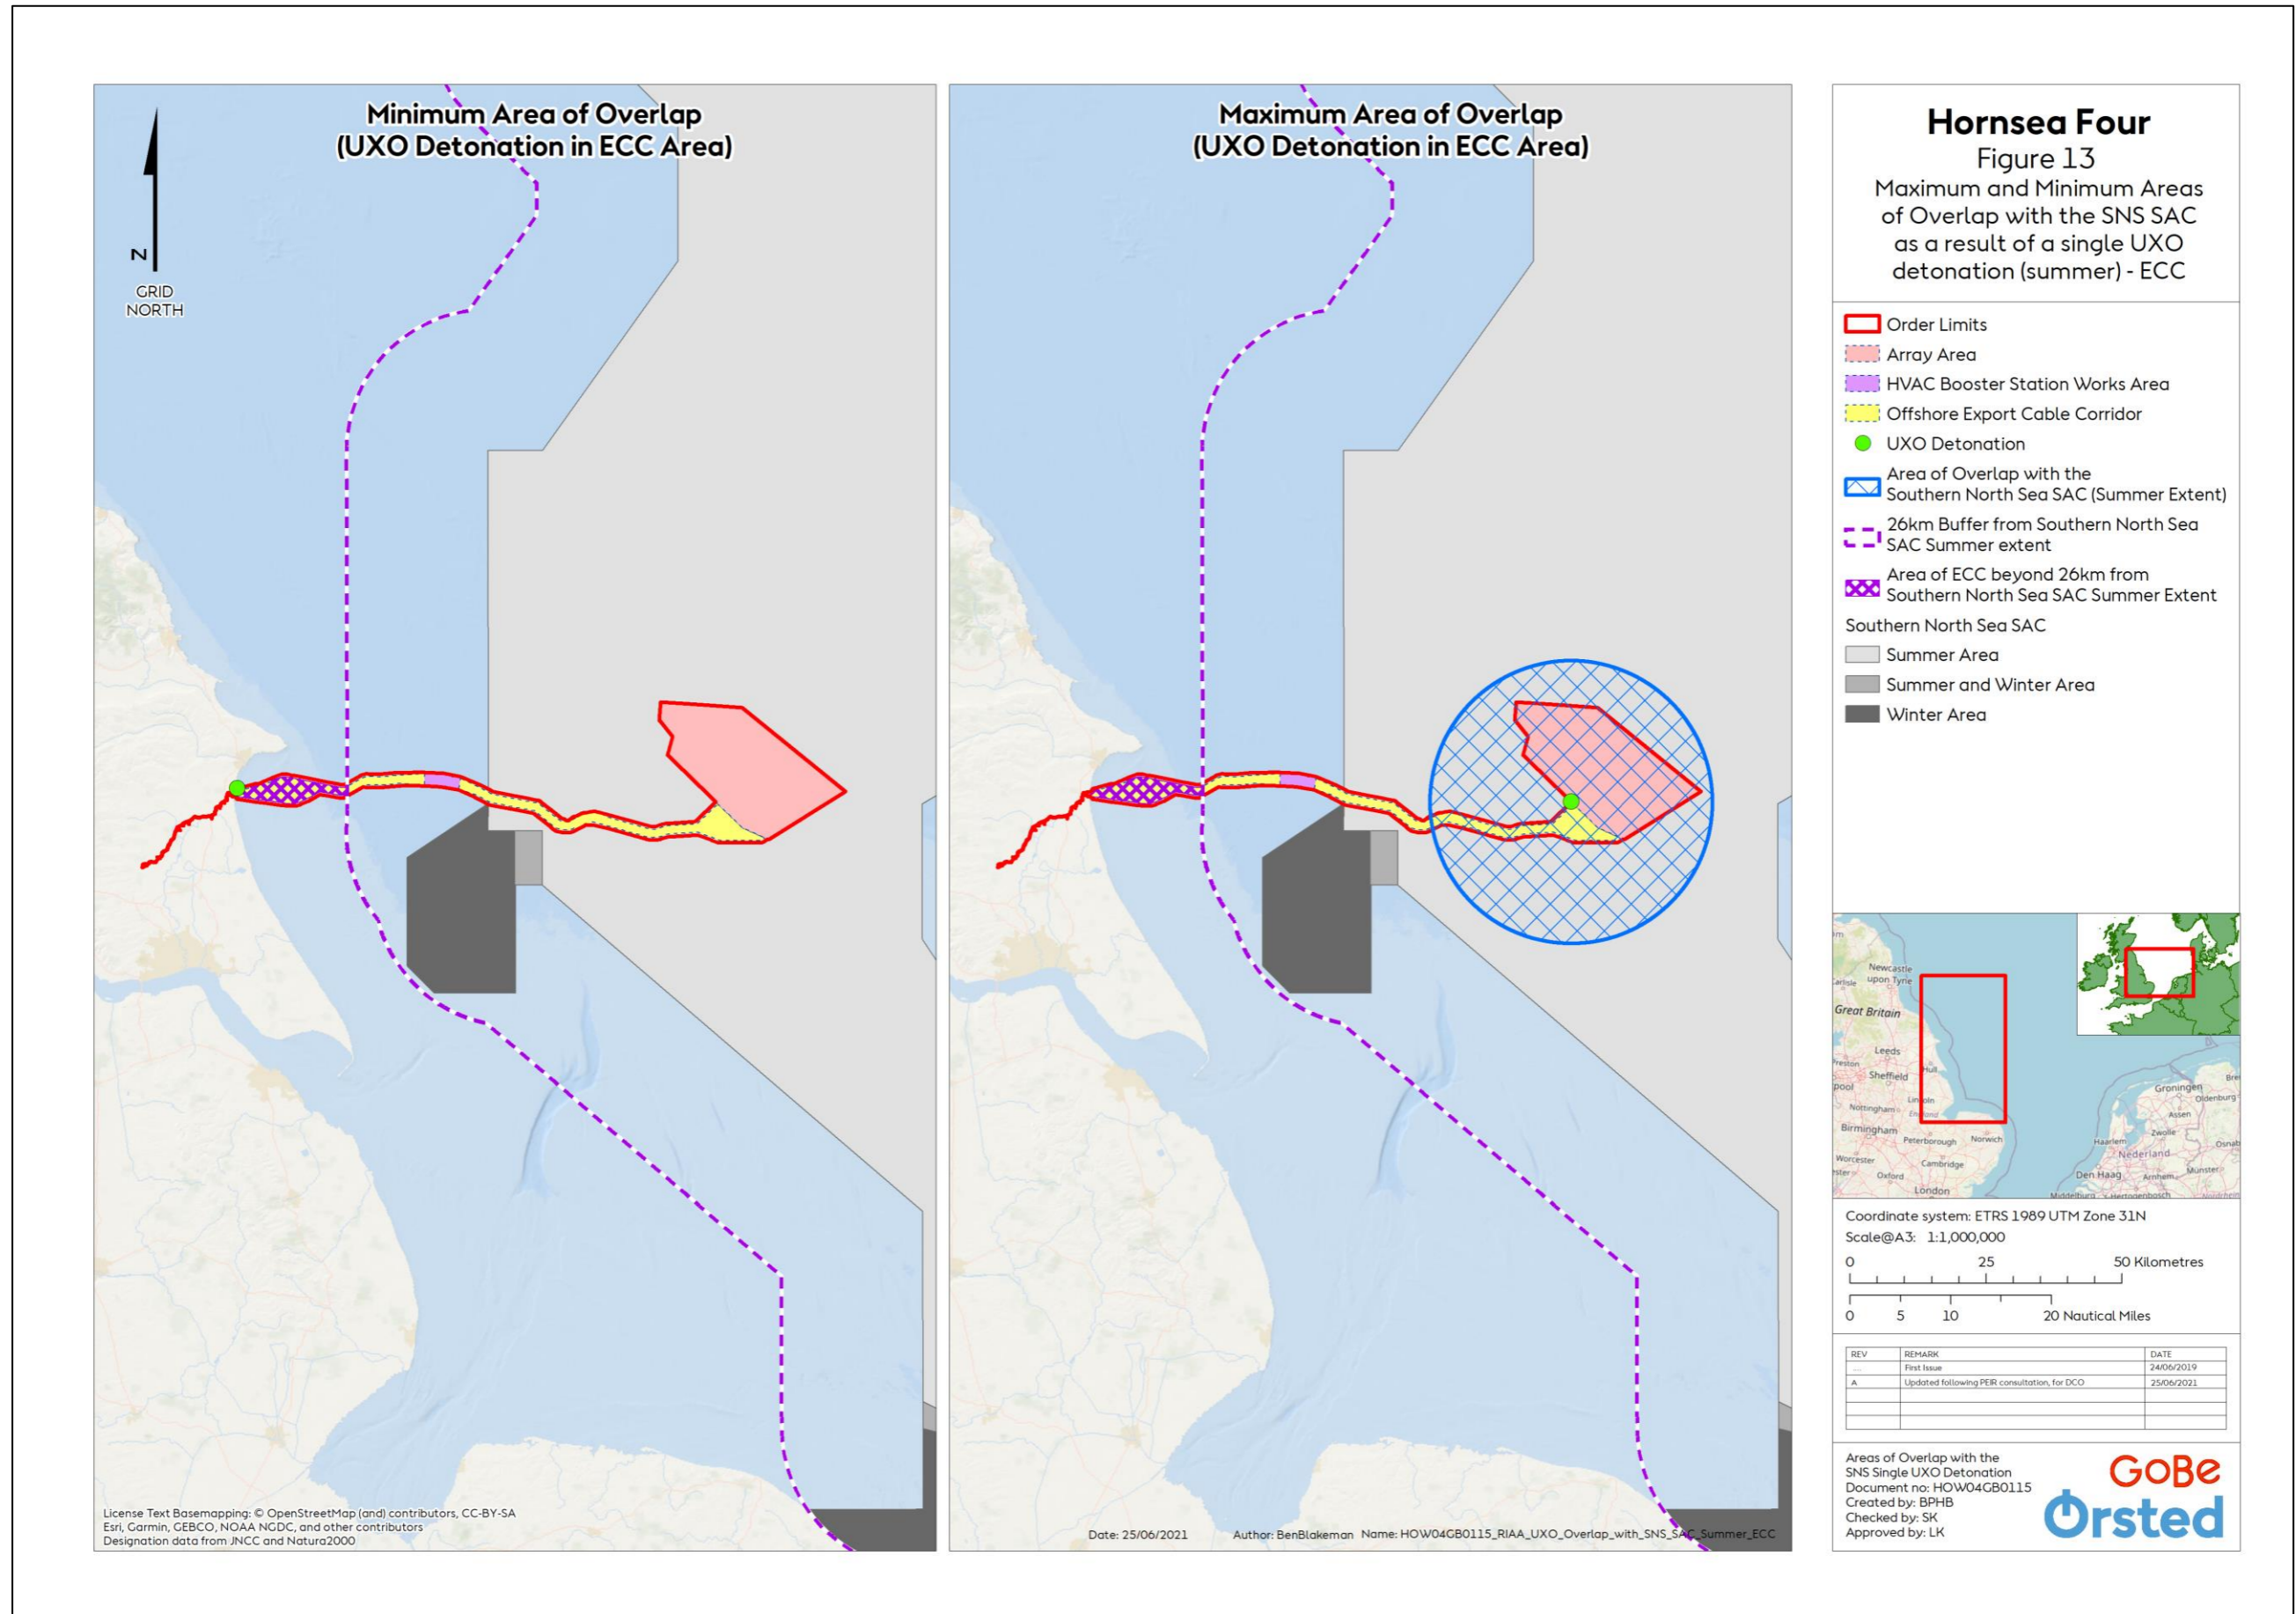 Minimum Area of Overlap
(UXO Detonation in ECC Area)
N
GRID
NORTH
License Text Basemapping: © OpenStreetMap (and) contributors, CC-BY-SA
Esri, Garmin, GEBCO, NOAA NGDC, and other contributors
Designation data from JNCC and Natura2000
Maximum Area of Overlap
(UXO Detonation in ECC Area)
Date: 25/06/2021 Author: BenBlakeman Name: HOW04GB0115_RIAA_UXO_Overlap_with_SNS_SAC_Summer_ECC
Hornsea Four
Figure 13
Maximum and Minimum Areas
of Overlap with the SNS SAC
as a result of a single UXO
detonation (summer) - ECC
Order Limits
Array Area
HVAC Booster Station Works Area
Offshore Export Cable Corridor
UXO Detonation
Area of Overlap with the
Southern North Sea SAC (Summer Extent)
26km Buffer from Southern North Sea
SAC Summer extent
Area of ECC beyond 26km from
Southern North Sea SAC Summer Extent
Southern North Sea SAC
Summer Area
Summer and Winter Area
Winter Area
Newcastle
upon Tyne
Carlisle
Great Britain
Leeds
Preston
Hull
Sheffield
pool
Lincoln
Nottingham
England
Birmingham
Peterborough
Norwich
Worcester
Cambridge
Oxford
London
Groningen
Oldenburg
Assen
Zwolle
Haarlem
Nederland
Osnab
Den Haag
Arnhem
Münster
Middelburg
's-Hertogenbosch
Coordinate system: ETRS 1989 UTM Zone 31N
Scale@A3: 1:1,000,000
0 25 50 Kilometres
0 5 10 20 Nautical Miles
REV REMARK DATE
... First Issue 24/06/2019
A Updated following PEIR consultation, for DCO 25/06/2021
Areas of Overlap with the
SNS Single UXO Detonation
Document no: HOW04GB0115
Created by: BPHB
Checked by: SK
Approved by: LK
GoBe
Ørsted